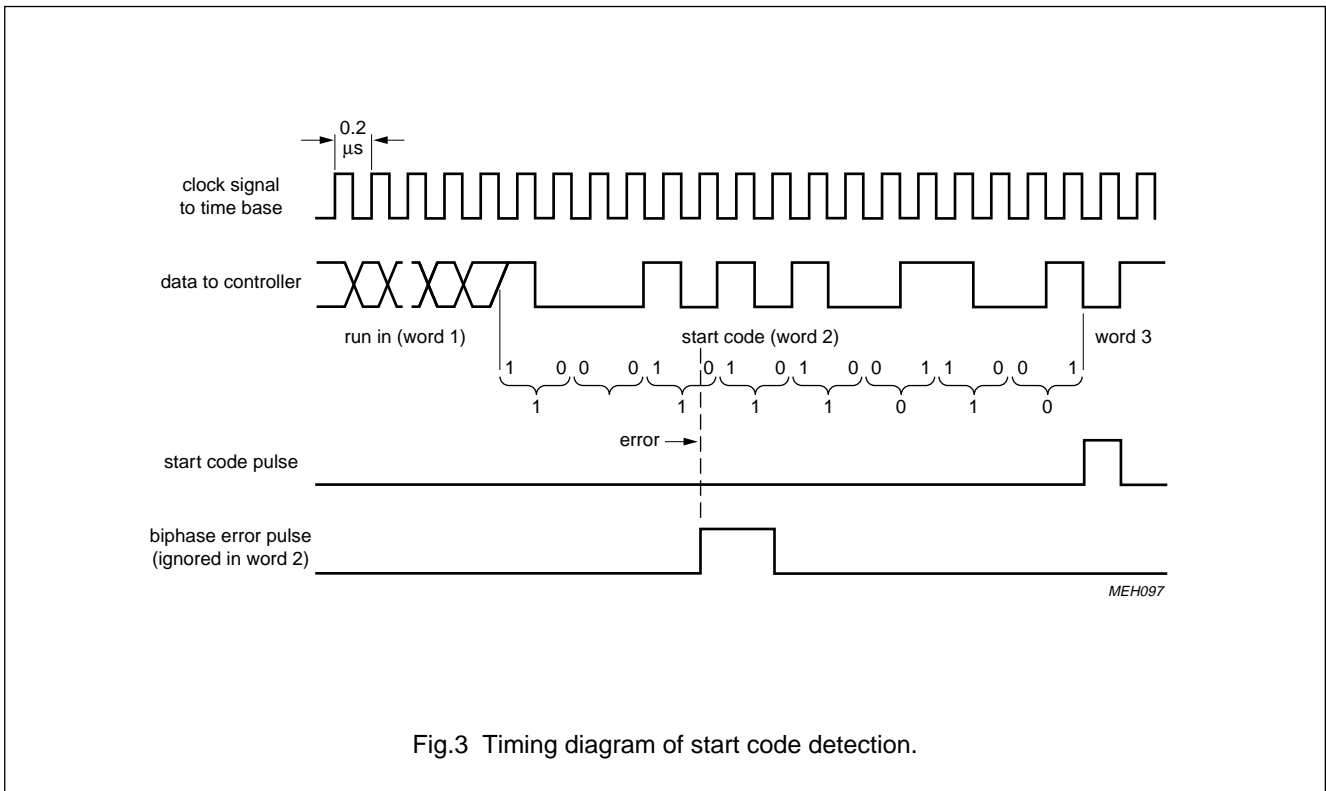 0.2
μs
clock signal
to time base
data to controller
run in (word 1)
start code (word 2)
word 3
1 0 0 0 1 0 1 0 1 0 0 1 1 0 0 1
1 1 1 1 0 1 0
error
start code pulse
biphase error pulse
(ignored in word 2)
MEH097
Fig.3 Timing diagram of start code detection.